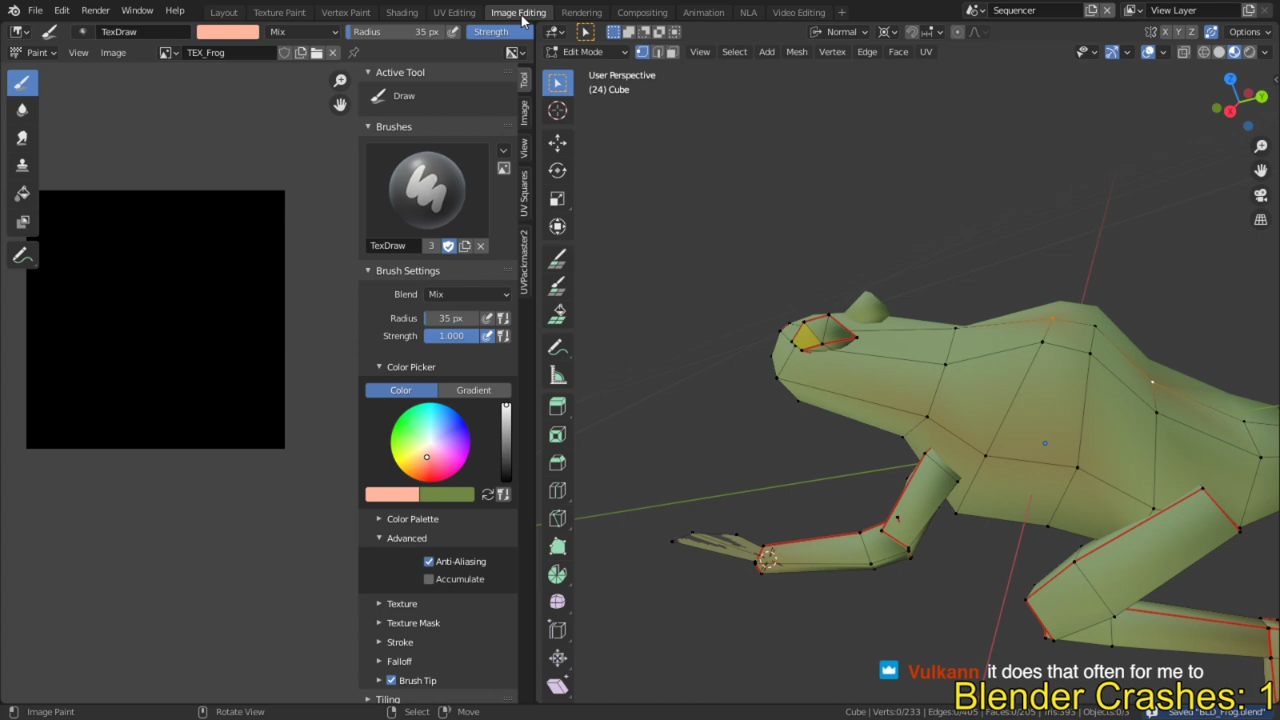 File Edit Render Window Help Layout Texture Paint Vertex Paint Shading UV Editing Image Editing Rendering Compositing Animation NLA Video Editing + Sequencer View Layer
TexDraw Mix Radius 35 px Strength Normal X Y Z Options
Paint View Image TEX_Frog Edit Mode View Select Add Mesh Vertex Edge Face UV
Active Tool
Draw
Brushes
TexDraw 3
Brush Settings
Blend Mix
Radius 35 px
Strength 1.000
Color Picker
Color Gradient
Color Palette
Advanced
Anti-Aliasing
Accumulate
Texture
Texture Mask
Stroke
Falloff
Brush Tip
Tiling
Tool
Image
View
UV Squares
UVPackmaster2
User Perspective
(24) Cube
Z
Y
X
Vulkann it does that often for me to
Blender Crashes: 1
Image Paint Rotate View Select Move
Saved "BLD_Frog.blend"